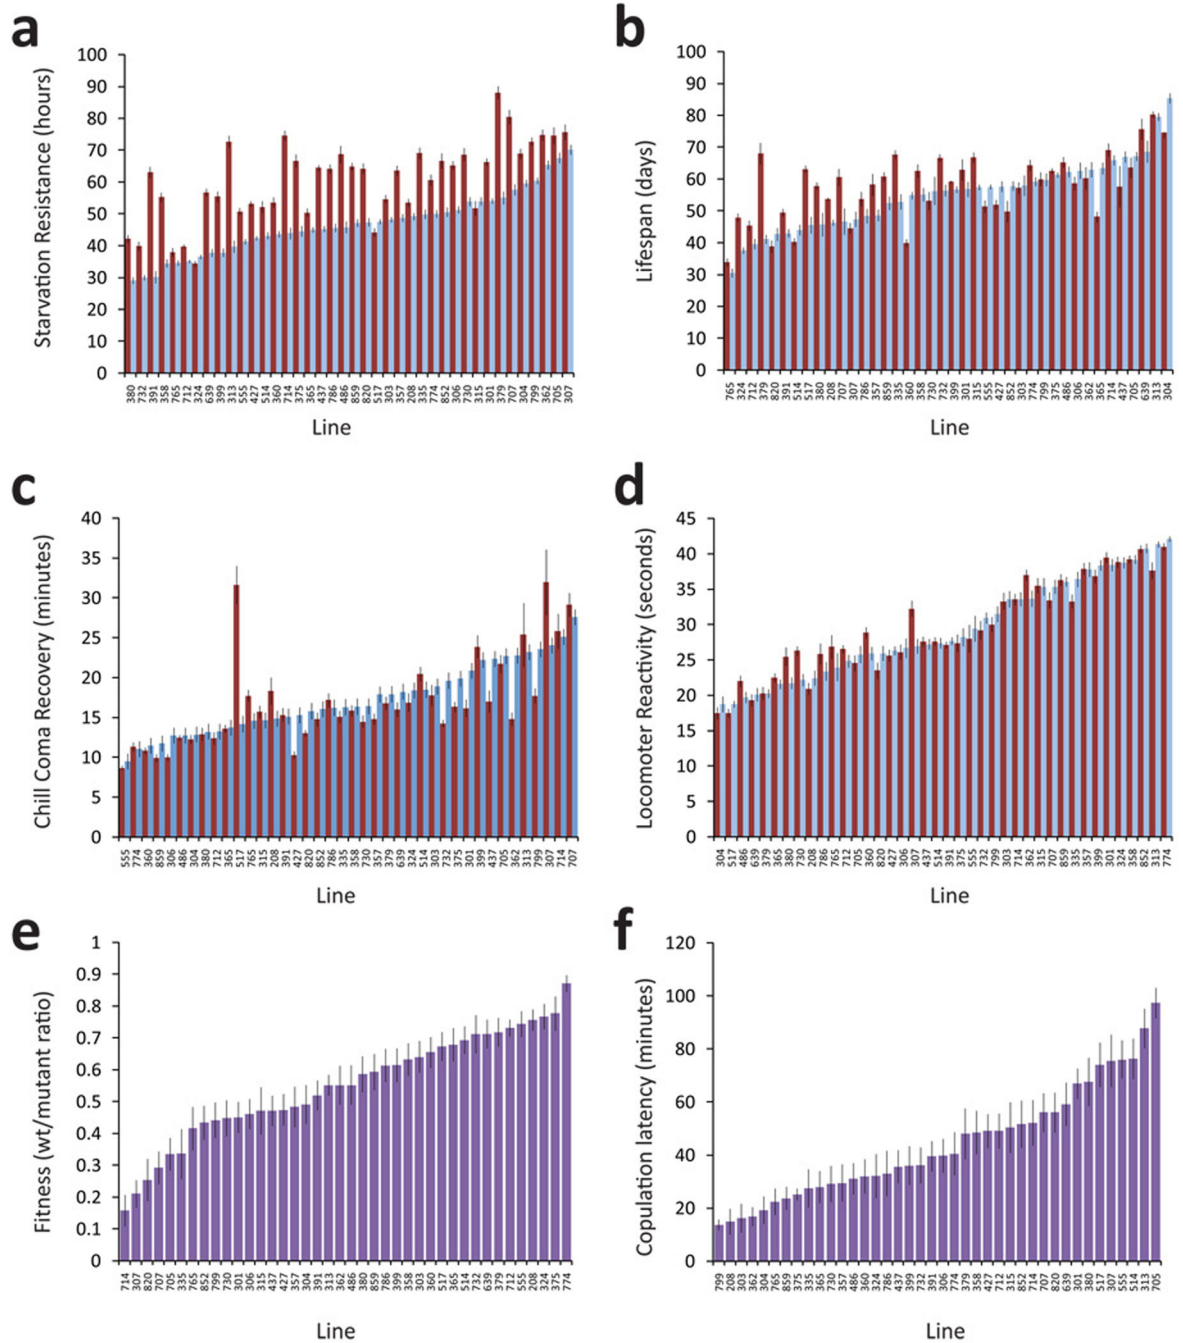 a
Starvation Resistance (hours)
100
90
80
70
60
50
40
30
20
10
0
380 732 391 358 765 712 324 639 399 313 555 427 514 360 714 375 365 437 786 486 859 820 517 303 357 208 335 774 852 306 730 315 301 379 707 304 799 362 705 307
Line
b
Lifespan (days)
100
90
80
70
60
50
40
30
20
10
0
765 324 712 379 820 391 514 517 380 208 707 307 786 357 859 335 360 358 730 732 399 301 315 555 427 852 303 774 799 375 486 306 362 365 714 437 705 639 313 304
Line
c
Chill Coma Recovery (minutes)
40
35
30
25
20
15
10
5
0
555 774 360 859 306 486 304 380 712 365 517 765 315 208 391 427 820 852 786 335 358 730 357 379 639 324 514 303 732 375 301 399 437 705 362 313 799 307 714 707
Line
d
Locomoter Reactivity (seconds)
45
40
35
30
25
20
15
10
5
0
304 517 486 639 379 365 380 730 208 786 765 712 705 360 820 427 306 307 437 514 391 375 555 732 799 303 714 362 315 707 859 335 357 399 301 324 358 852 313 774
Line
e
Fitness (wt/mutant ratio)
1
0.9
0.8
0.7
0.6
0.5
0.4
0.3
0.2
0.1
0
714 307 820 707 705 335 765 852 799 730 301 306 315 437 427 357 304 391 313 362 486 380 859 786 399 358 303 360 517 365 514 732 639 379 712 555 208 324 375 774
Line
f
Copulation latency (minutes)
120
100
80
60
40
20
0
799 208 303 362 304 765 859 375 335 365 730 357 486 360 324 786 437 399 732 391 306 774 379 358 427 712 315 852 714 707 820 639 301 380 517 307 555 514 313 705
Line